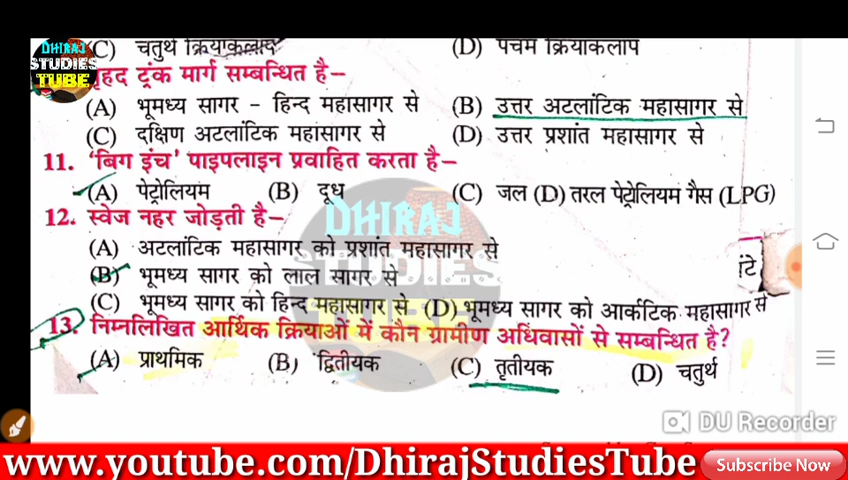 DHIRAJ
STUDIES
TUBE
(C) चतुर्थ क्रियाकलाप (D) पंचम क्रियाकलाप
वृहद ट्रंक मार्ग सम्बन्धित है–
(A) भूमध्य सागर - हिन्द महासागर से (B) उत्तर अटलांटिक महासागर से
(C) दक्षिण अटलांटिक महासागर से (D) उत्तर प्रशांत महासागर से
11. 'बिग इंच' पाइपलाइन प्रवाहित करता है–
(A) पेट्रोलियम (B) दूध (C) जल (D) तरल पेट्रोलियम गैस (LPG)
12. स्वेज नहर जोड़ती है–
(A) अटलांटिक महासागर को प्रशांत महासागर से
(B) भूमध्य सागर को लाल सागर से
(C) भूमध्य सागर को हिन्द महासागर से (D) भूमध्य सागर को आर्कटिक महासागर से
13. निम्नलिखित आर्थिक क्रियाओं में कौन ग्रामीण अधिवासों से सम्बन्धित है?
(A) प्राथमिक (B) द्वितीयक (C) तृतीयक (D) चतुर्थ
DHIRAJ
STUDIES
TUBE
DU Recorder
www.youtube.com/DhirajStudiesTube
Subscribe Now